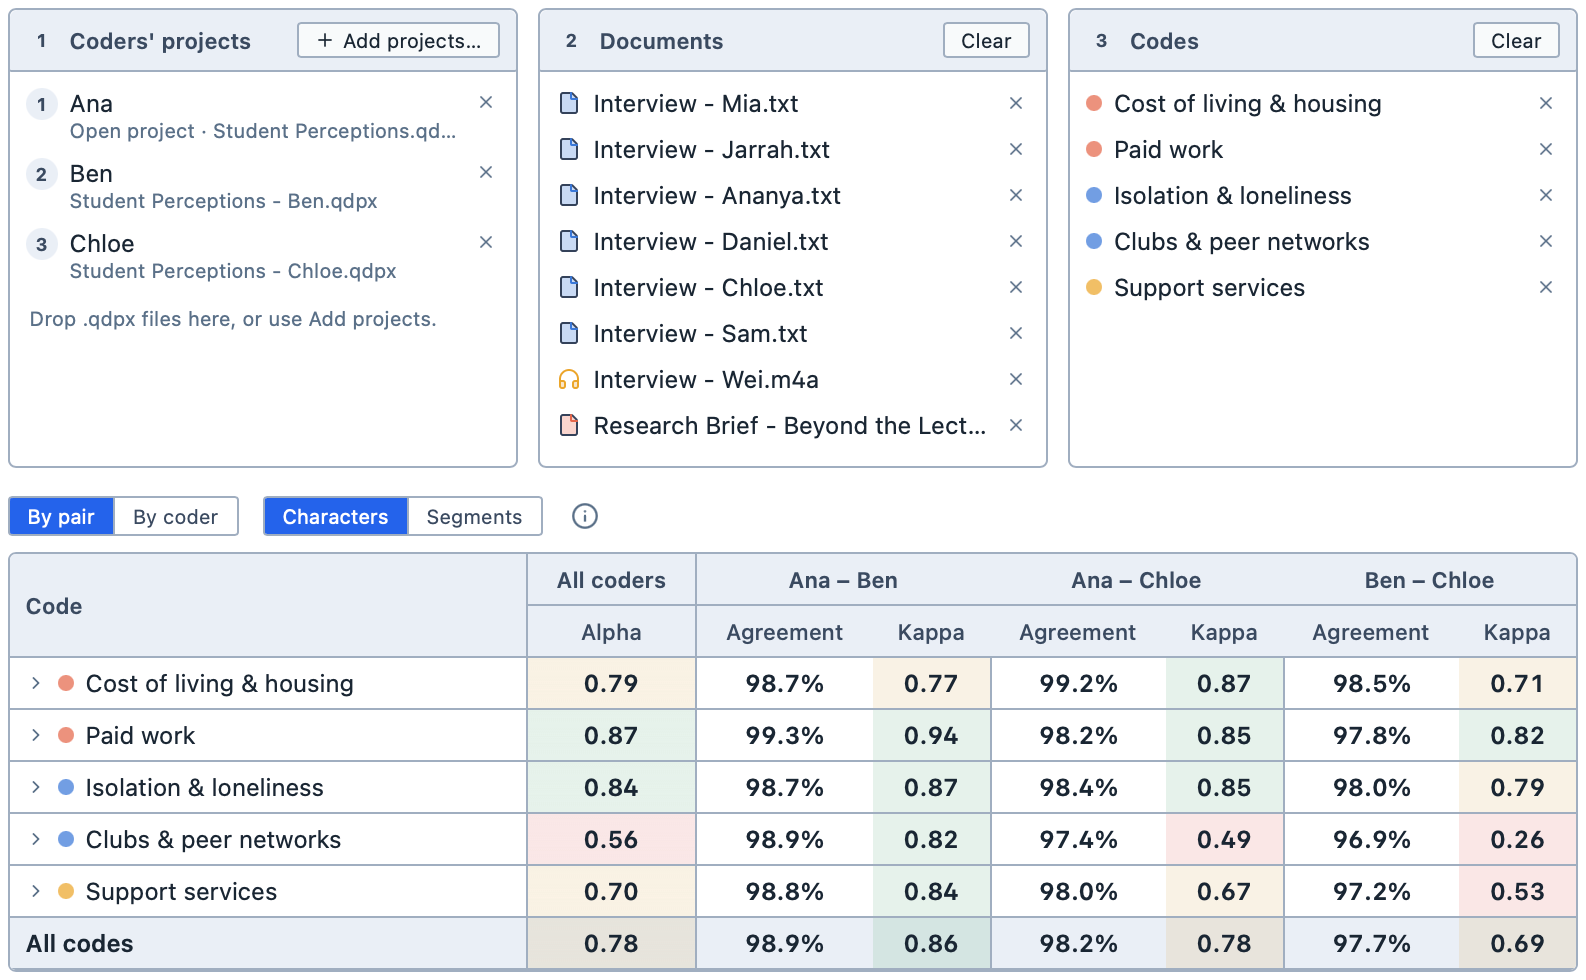 1 Coders' projects + Add projects...
1 Ana
Open project · Student Perceptions.qd...
2 Ben
Student Perceptions - Ben.qdpx
3 Chloe
Student Perceptions - Chloe.qdpx
Drop .qdpx files here, or use Add projects.
2 Documents Clear
Interview - Mia.txt
Interview - Jarrah.txt
Interview - Ananya.txt
Interview - Daniel.txt
Interview - Chloe.txt
Interview - Sam.txt
Interview - Wei.m4a
Research Brief - Beyond the Lect...
3 Codes Clear
Cost of living & housing
Paid work
Isolation & loneliness
Clubs & peer networks
Support services
By pair By coder Characters Segments
Code All coders Ana – Ben Ana – Chloe Ben – Chloe
Alpha Agreement Kappa Agreement Kappa Agreement Kappa
Cost of living & housing 0.79 98.7% 0.77 99.2% 0.87 98.5% 0.71
Paid work 0.87 99.3% 0.94 98.2% 0.85 97.8% 0.82
Isolation & loneliness 0.84 98.7% 0.87 98.4% 0.85 98.0% 0.79
Clubs & peer networks 0.56 98.9% 0.82 97.4% 0.49 96.9% 0.26
Support services 0.70 98.8% 0.84 98.0% 0.67 97.2% 0.53
All codes 0.78 98.9% 0.86 98.2% 0.78 97.7% 0.69